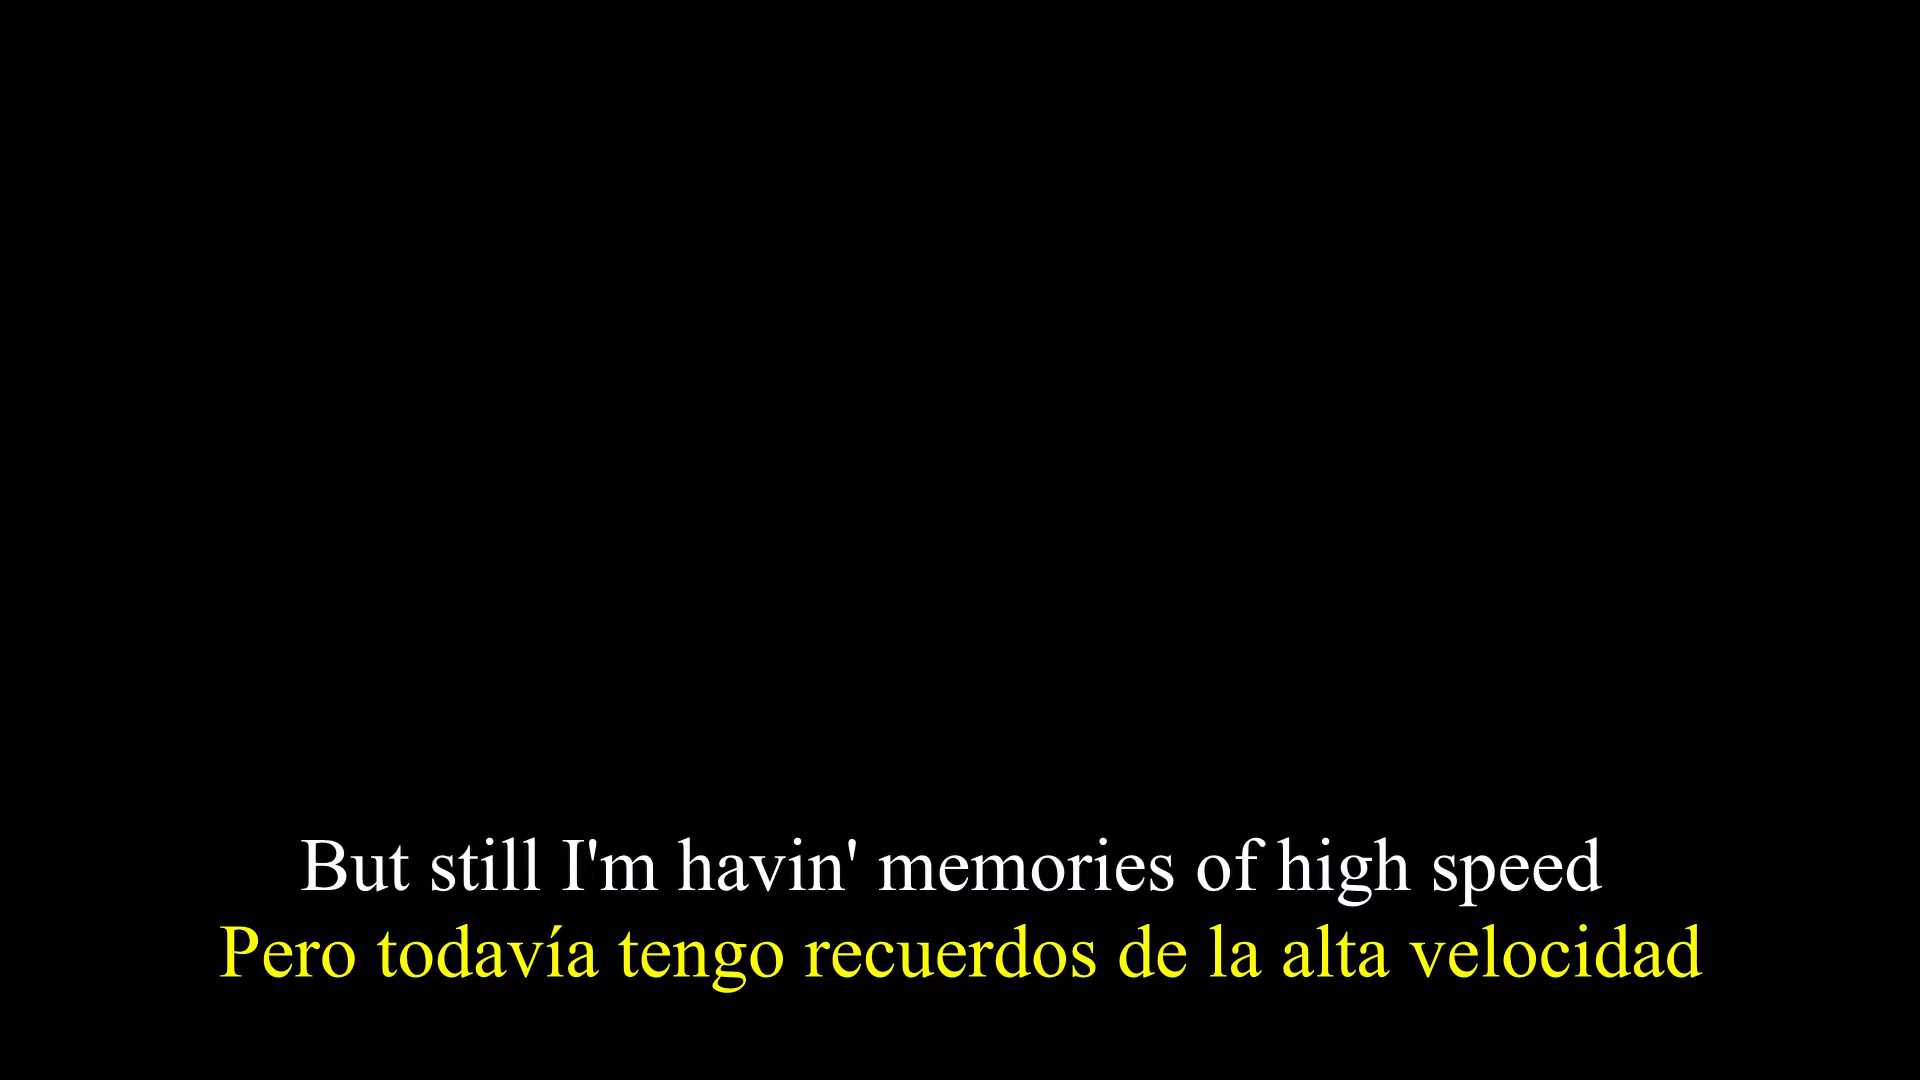 But still I'm havin' memories of high speed
Pero todavía tengo recuerdos de la alta velocidad